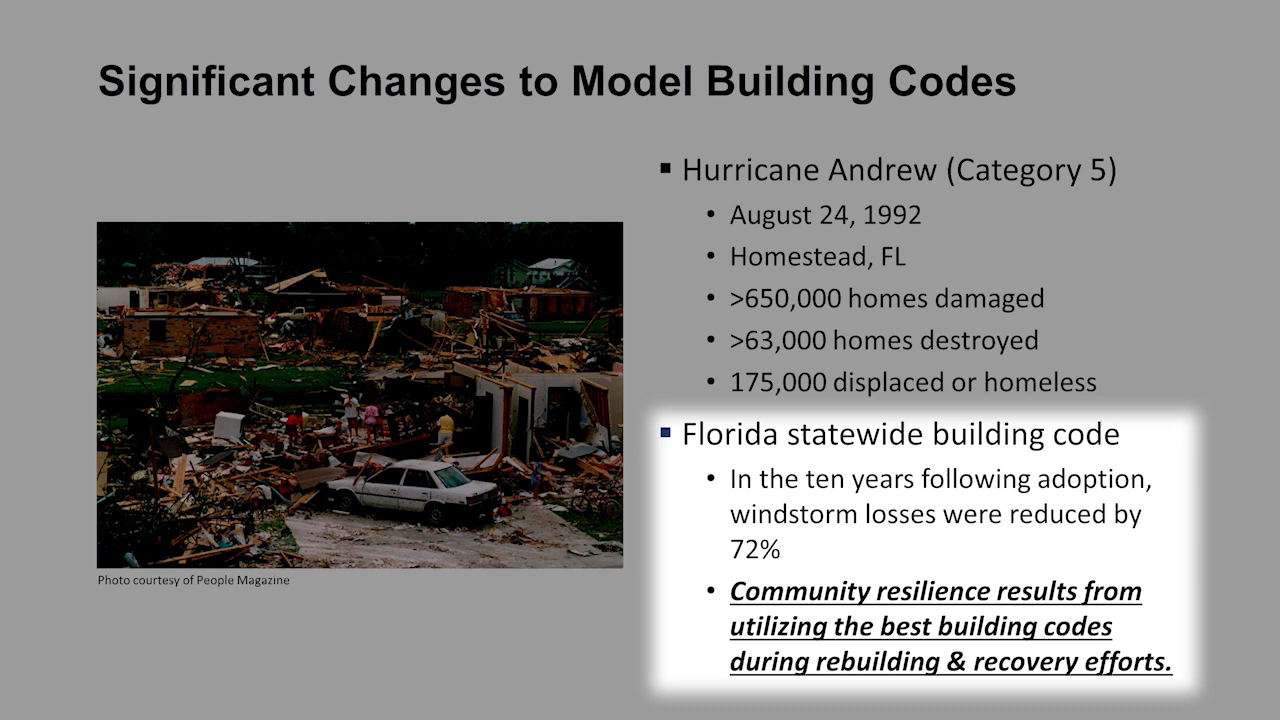 Significant Changes to Model Building Codes
▪ Hurricane Andrew (Category 5)
• August 24, 1992
• Homestead, FL
• >650,000 homes damaged
• >63,000 homes destroyed
• 175,000 displaced or homeless
▪ Florida statewide building code
• In the ten years following adoption,
windstorm losses were reduced by
72%
• Community resilience results from
utilizing the best building codes
during rebuilding & recovery efforts.
Photo courtesy of People Magazine